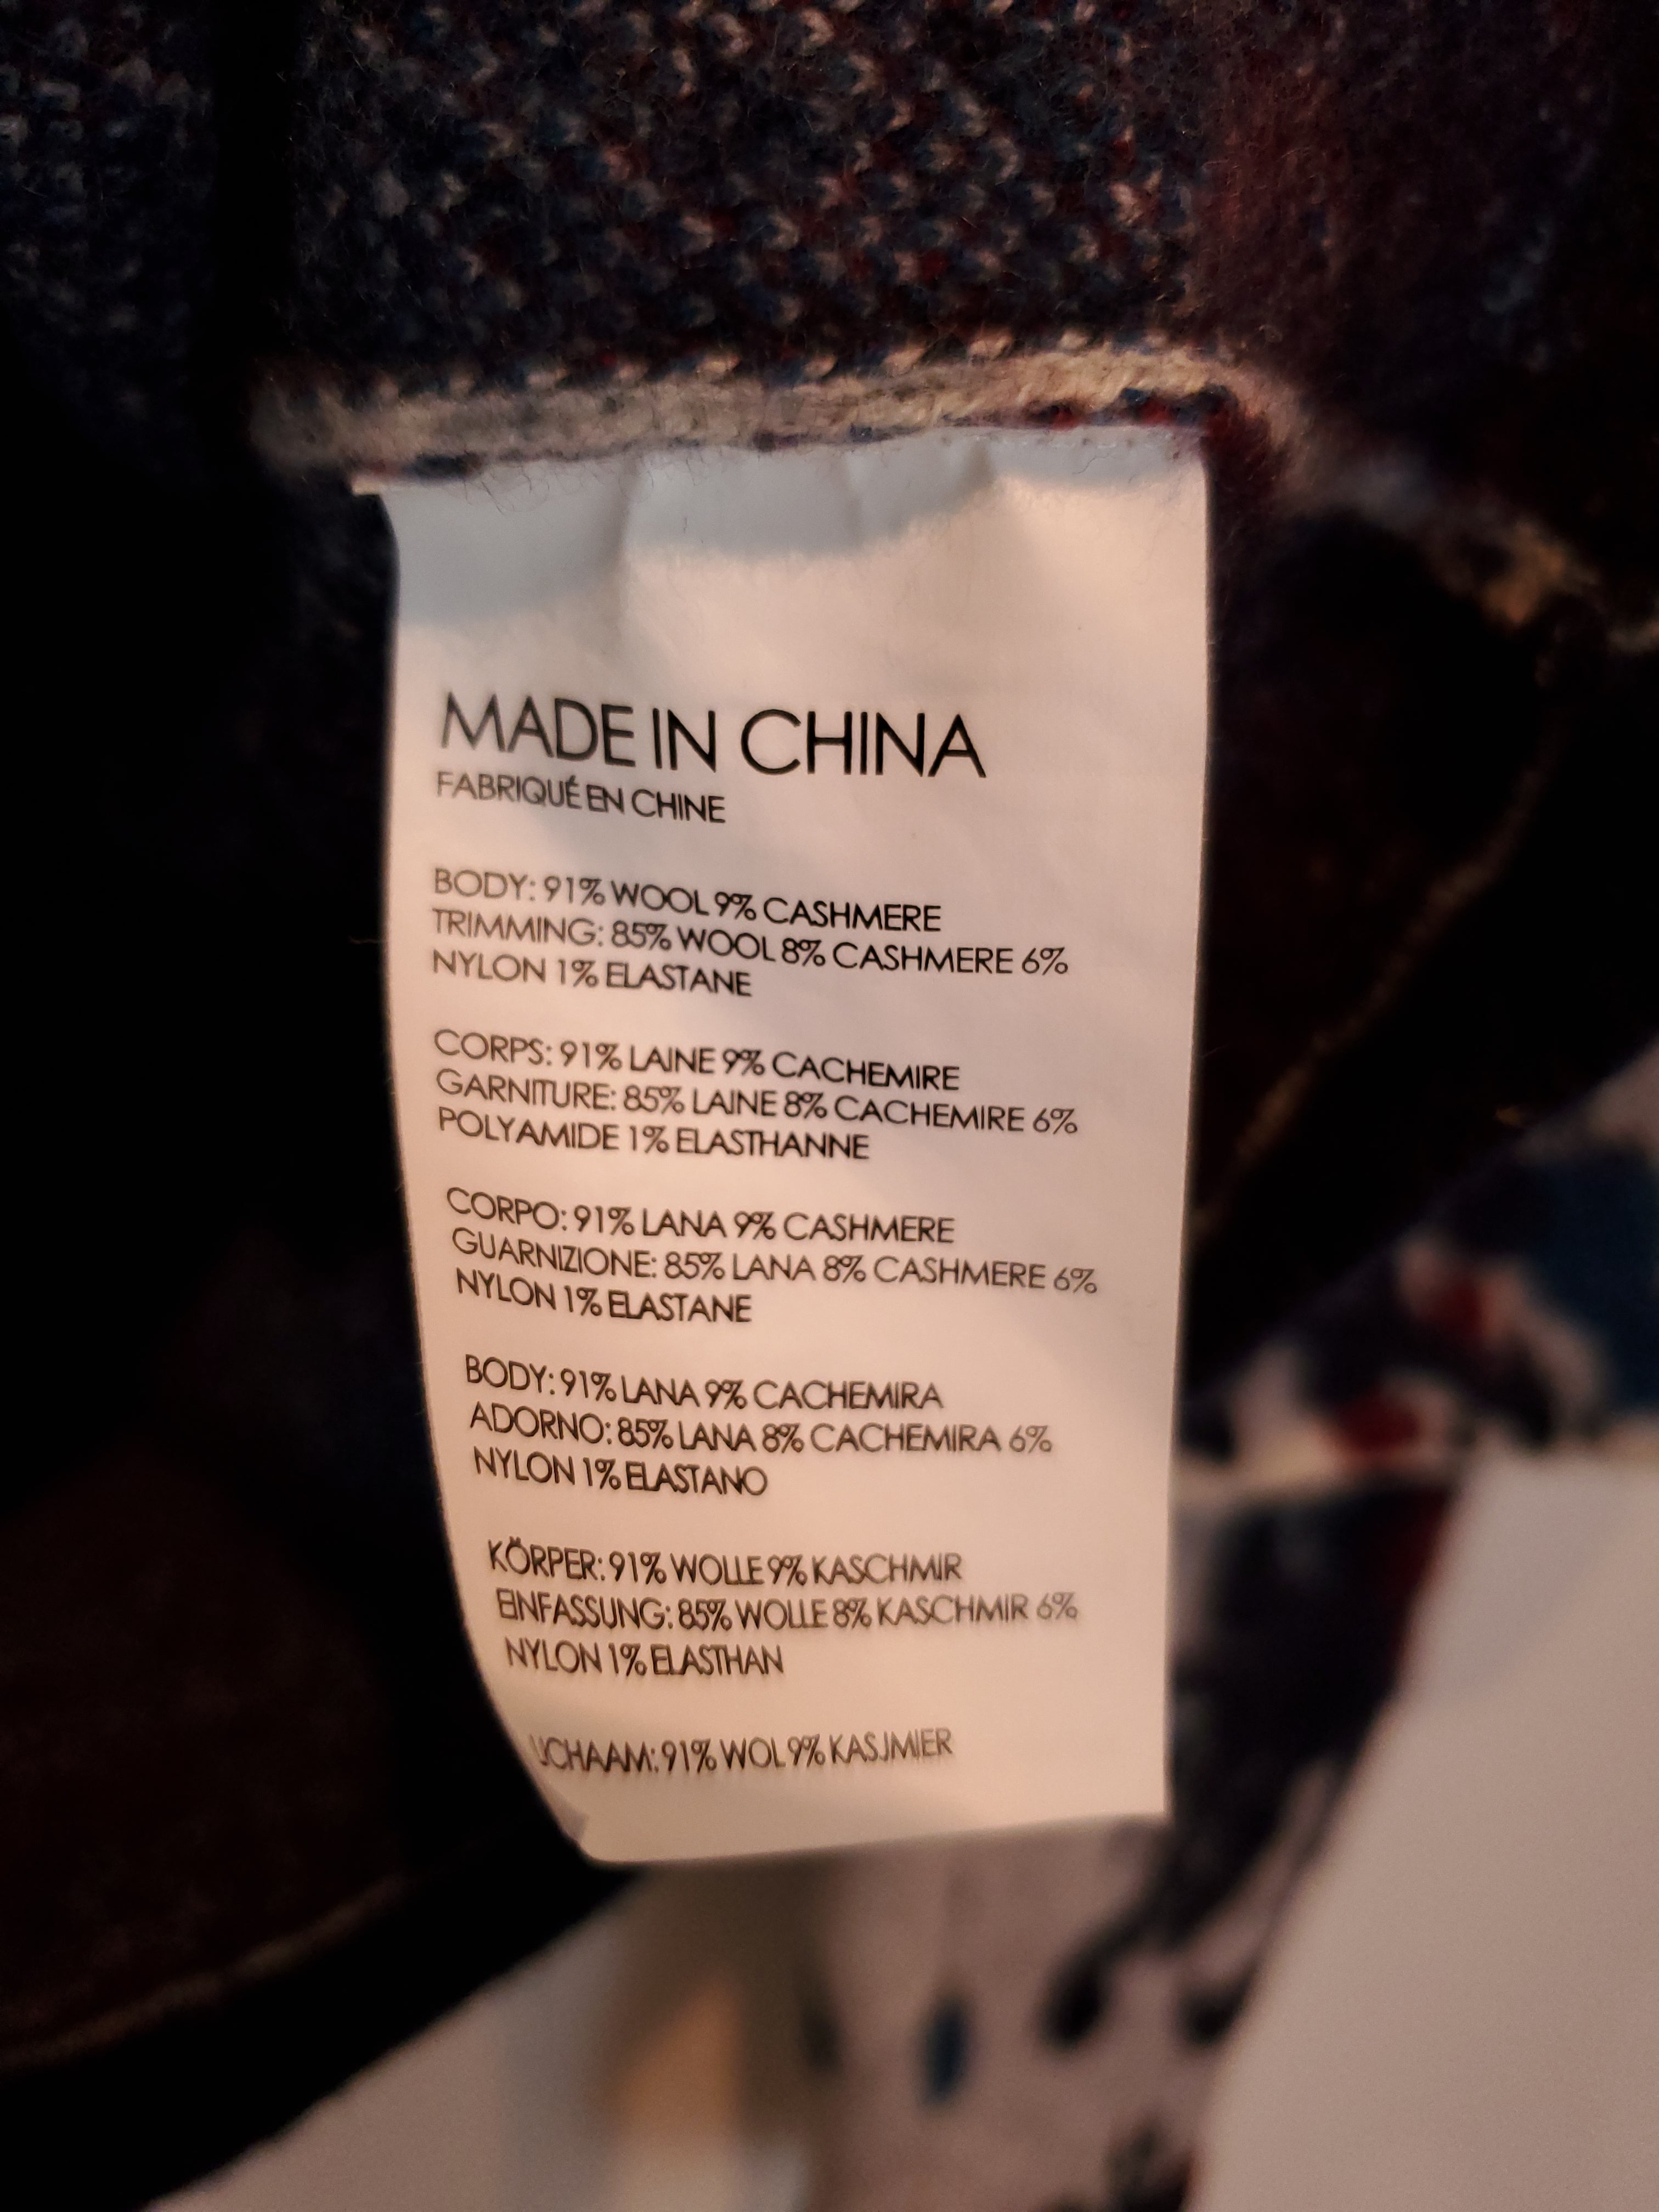 MADE IN CHINA
FABRIQUÉ EN CHINE
BODY: 91% WOOL 9% CASHMERE
TRIMMING: 85% WOOL 8% CASHMERE 6%
NYLON 1% ELASTANE
CORPS: 91% LAINE 9% CACHEMIRE
GARNITURE: 85% LAINE 8% CACHEMIRE 6%
POLYAMIDE 1% ELASTHANNE
CORPO: 91% LANA 9% CASHMERE
GUARNIZIONE: 85% LANA 8% CASHMERE 6%
NYLON 1% ELASTANE
BODY: 91% LANA 9% CACHEMIRA
ADORNO: 85% LANA 8% CACHEMIRA 6%
NYLON 1% ELASTANO
KÖRPER: 91% WOLLE 9% KASCHMIR
EINFASSUNG: 85% WOLLE 8% KASCHMIR 6%
NYLON 1% ELASTHAN
91% WOL 9% KASJMIER